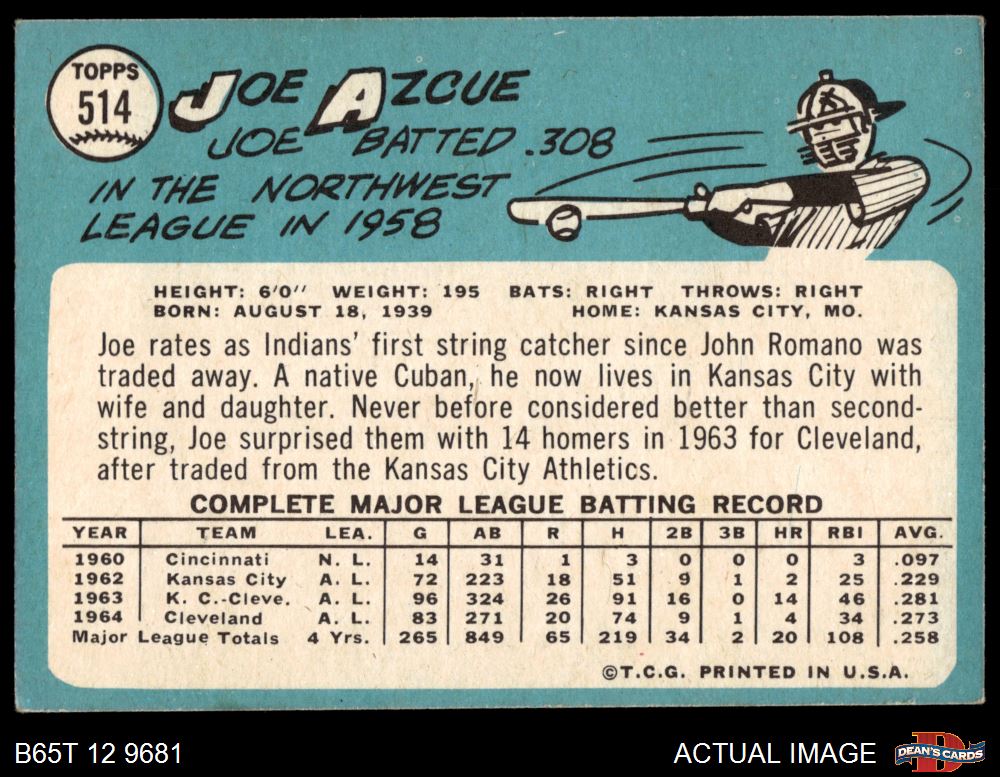 TOPPS
514
JOE AZCUE
JOE BATTED .308
IN THE NORTHWEST
LEAGUE IN 1958
HEIGHT: 6'0" WEIGHT: 195 BATS: RIGHT THROWS: RIGHT
BORN: AUGUST 18, 1939 HOME: KANSAS CITY, MO.
Joe rates as Indians' first string catcher since John Romano was
traded away. A native Cuban, he now lives in Kansas City with
wife and daughter. Never before considered better than second-
string, Joe surprised them with 14 homers in 1963 for Cleveland,
after traded from the Kansas City Athletics.
COMPLETE MAJOR LEAGUE BATTING RECORD
YEAR TEAM LEA. G AB R H 2B 3B HR RBI AVG.
1960 Cincinnati N. L. 14 31 1 3 0 0 0 3 .097
1962 Kansas City A. L. 72 223 18 51 9 1 2 25 .229
1963 K. C.-Cleve. A. L. 96 324 26 91 16 0 14 46 .281
1964 Cleveland A. L. 83 271 20 74 9 1 4 34 .273
Major League Totals 4 Yrs. 265 849 65 219 34 2 20 108 .258
©T.C.G. PRINTED IN U.S.A.
B65T 12 9681 ACTUAL IMAGE DEAN'S CARDS